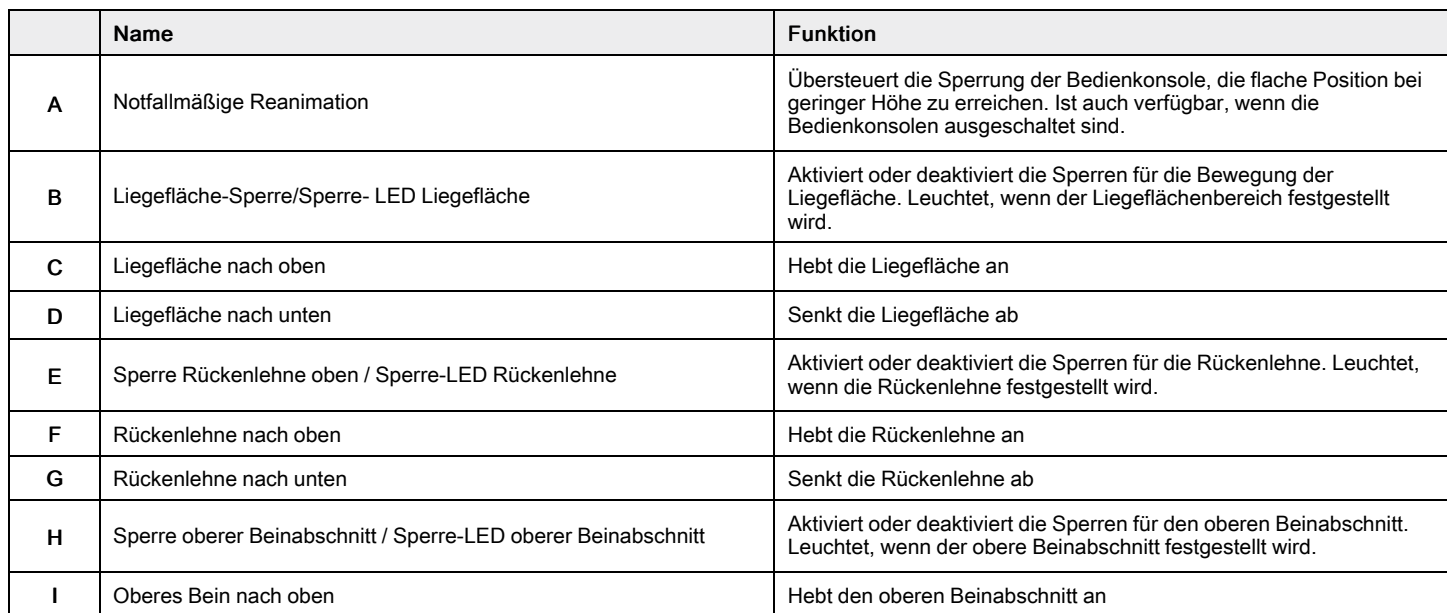 Name Funktion
A Notfallmäßige Reanimation Übersteuert die Sperrung der Bedienkonsole, die flache Position bei
geringer Höhe zu erreichen. Ist auch verfügbar, wenn die
Bedienkonsolen ausgeschaltet sind.
B Liegefläche-Sperre/Sperre- LED Liegefläche Aktiviert oder deaktiviert die Sperren für die Bewegung der
Liegefläche. Leuchtet, wenn der Liegeflächenbereich festgestellt
wird.
C Liegefläche nach oben Hebt die Liegefläche an
D Liegefläche nach unten Senkt die Liegefläche ab
E Sperre Rückenlehne oben / Sperre-LED Rückenlehne Aktiviert oder deaktiviert die Sperren für die Rückenlehne. Leuchtet,
wenn die Rückenlehne festgestellt wird.
F Rückenlehne nach oben Hebt die Rückenlehne an
G Rückenlehne nach unten Senkt die Rückenlehne ab
H Sperre oberer Beinabschnitt / Sperre-LED oberer Beinabschnitt Aktiviert oder deaktiviert die Sperren für den oberen Beinabschnitt.
Leuchtet, wenn der obere Beinabschnitt festgestellt wird.
I Oberes Bein nach oben Hebt den oberen Beinabschnitt an